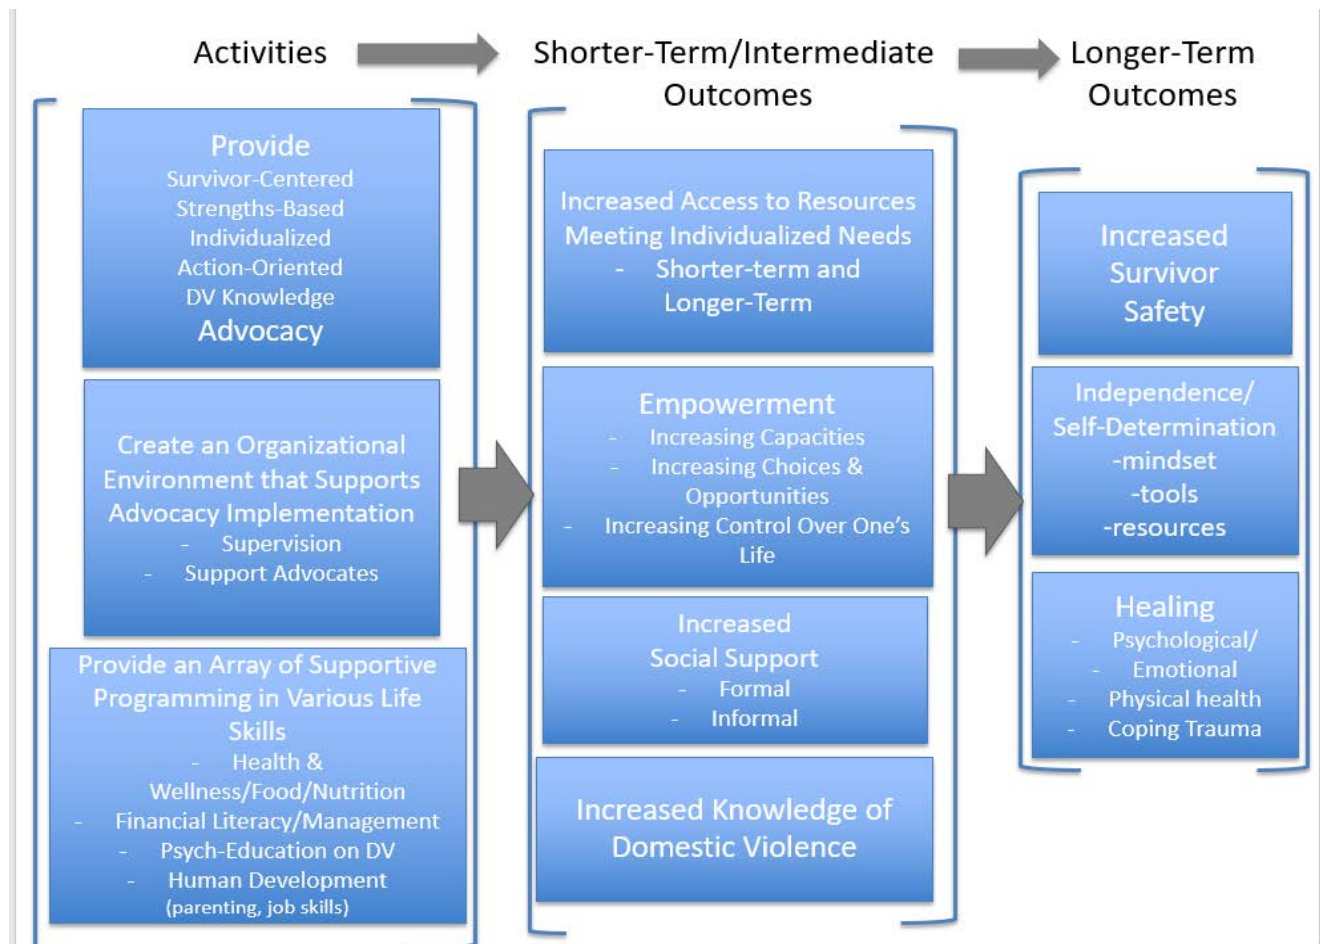 Activities
Shorter-Term/Intermediate
Outcomes
Longer-Term
Outcomes
Provide
Survivor-Centered
Strengths-Based
Individualized
Action-Oriented
DV Knowledge
Advocacy
Create an Organizational
Environment that Supports
Advocacy Implementation
- Supervision
- Support Advocates
Provide an Array of Supportive
Programming in Various Life
Skills
- Health &
Wellness/Food/Nutrition
- Financial Literacy/Management
- Psych-Education on DV
- Human Development
(parenting, job skills)
Increased Access to Resources
Meeting Individualized Needs
- Shorter-term and
Longer-Term
Empowerment
- Increasing Capacities
- Increasing Choices &
Opportunities
- Increasing Control Over One’s
Life
Increased
Social Support
- Formal
- Informal
Increased Knowledge of
Domestic Violence
Increased
Survivor
Safety
Independence/
Self-Determination
-mindset
-tools
-resources
Healing
- Psychological/
- Emotional
- Physical health
- Coping Trauma